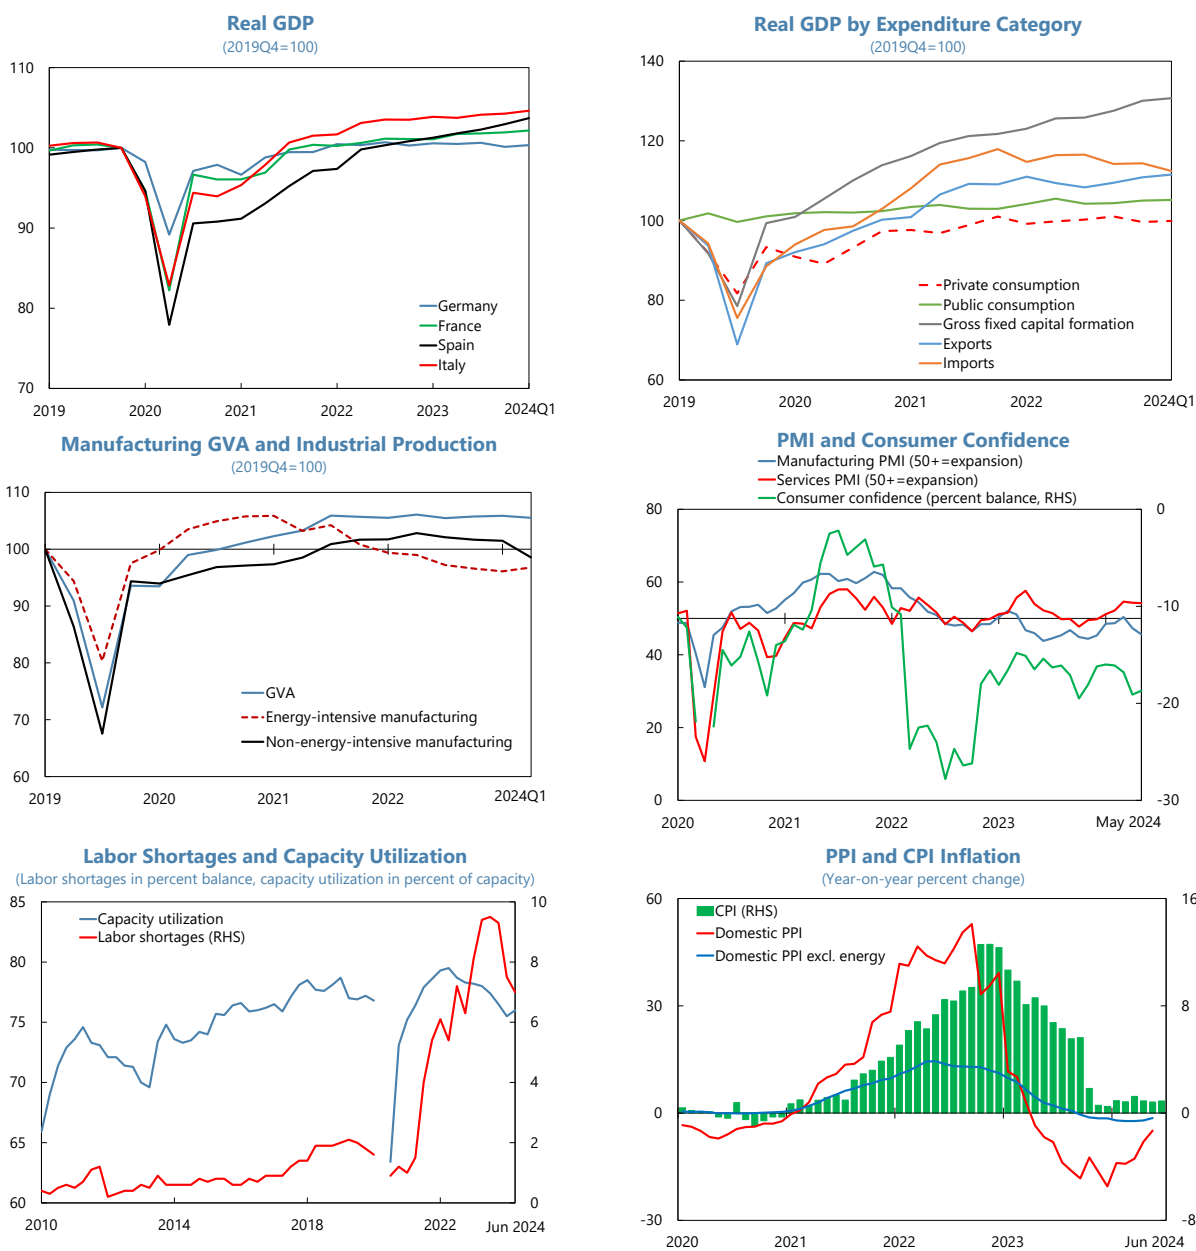 Real GDP
(2019Q4=100)
110
100
90
80
70
Germany
France
Spain
Italy
2019 2020 2021 2022 2023 2024Q1
Real GDP by Expenditure Category
(2019Q4=100)
140
120
100
80
60
Private consumption
Public consumption
Gross fixed capital formation
Exports
Imports
2019 2020 2021 2022 2024Q1
Manufacturing GVA and Industrial Production
(2019Q4=100)
110
100
90
80
70
60
GVA
Energy-intensive manufacturing
Non-energy-intensive manufacturing
2019 2020 2021 2022 2024Q1
PMI and Consumer Confidence
Manufacturing PMI (50+=expansion)
Services PMI (50+=expansion)
Consumer confidence (percent balance, RHS)
80 0
60
-10
40
-20
20
0 -30
2020 2021 2022 2023 May 2024
Labor Shortages and Capacity Utilization
(Labor shortages in percent balance, capacity utilization in percent of capacity)
85 10
Capacity utilization
Labor shortages (RHS)
80 8
75 6
70 4
65 2
60 0
2010 2014 2018 2022 Jun 2024
PPI and CPI Inflation
(Year-on-year percent change)
60 16
CPI (RHS)
Domestic PPI
Domestic PPI excl. energy
30 8
0 0
-30 -8
2020 2021 2022 2023 Jun 2024